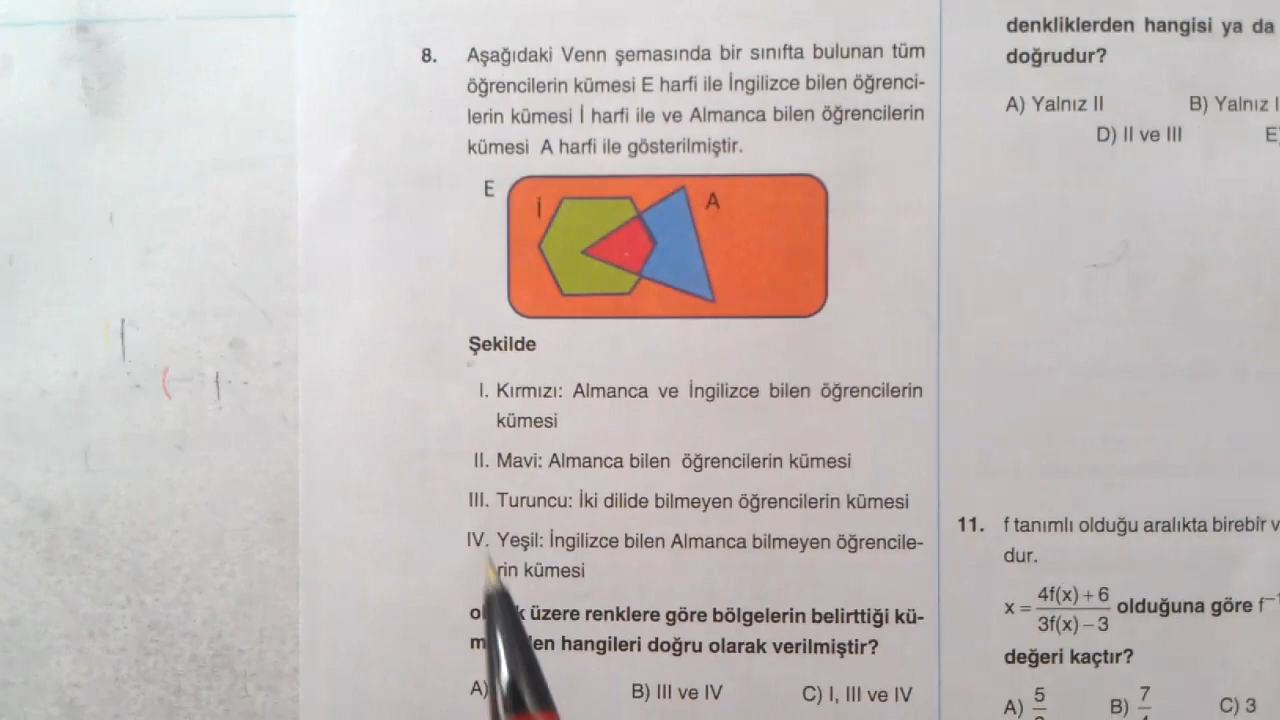 8. Aşağıdaki Venn şemasında bir sınıfta bulunan tüm
öğrencilerin kümesi E harfi ile İngilizce bilen öğrenci-
lerin kümesi İ harfi ile ve Almanca bilen öğrencilerin
kümesi A harfi ile gösterilmiştir.
E
İ
A
Şekilde
I. Kırmızı: Almanca ve İngilizce bilen öğrencilerin
kümesi
II. Mavi: Almanca bilen öğrencilerin kümesi
III. Turuncu: İki dilide bilmeyen öğrencilerin kümesi
IV. Yeşil: İngilizce bilen Almanca bilmeyen öğrencile-
rin kümesi
üzere renklere göre bölgelerin belirttiği kü-
hangileri doğru olarak verilmiştir?
A) B) III ve IV C) I, III ve IV
denkliklerden hangisi ya da
doğrudur?
A) Yalnız II B) Yalnız
D) II ve III E
11. f tanımlı olduğu aralıkta birebir
dur.
x = 4f(x) + 6 / 3f(x) – 3 olduğuna göre
değeri kaçtır?
A) B) C) 3